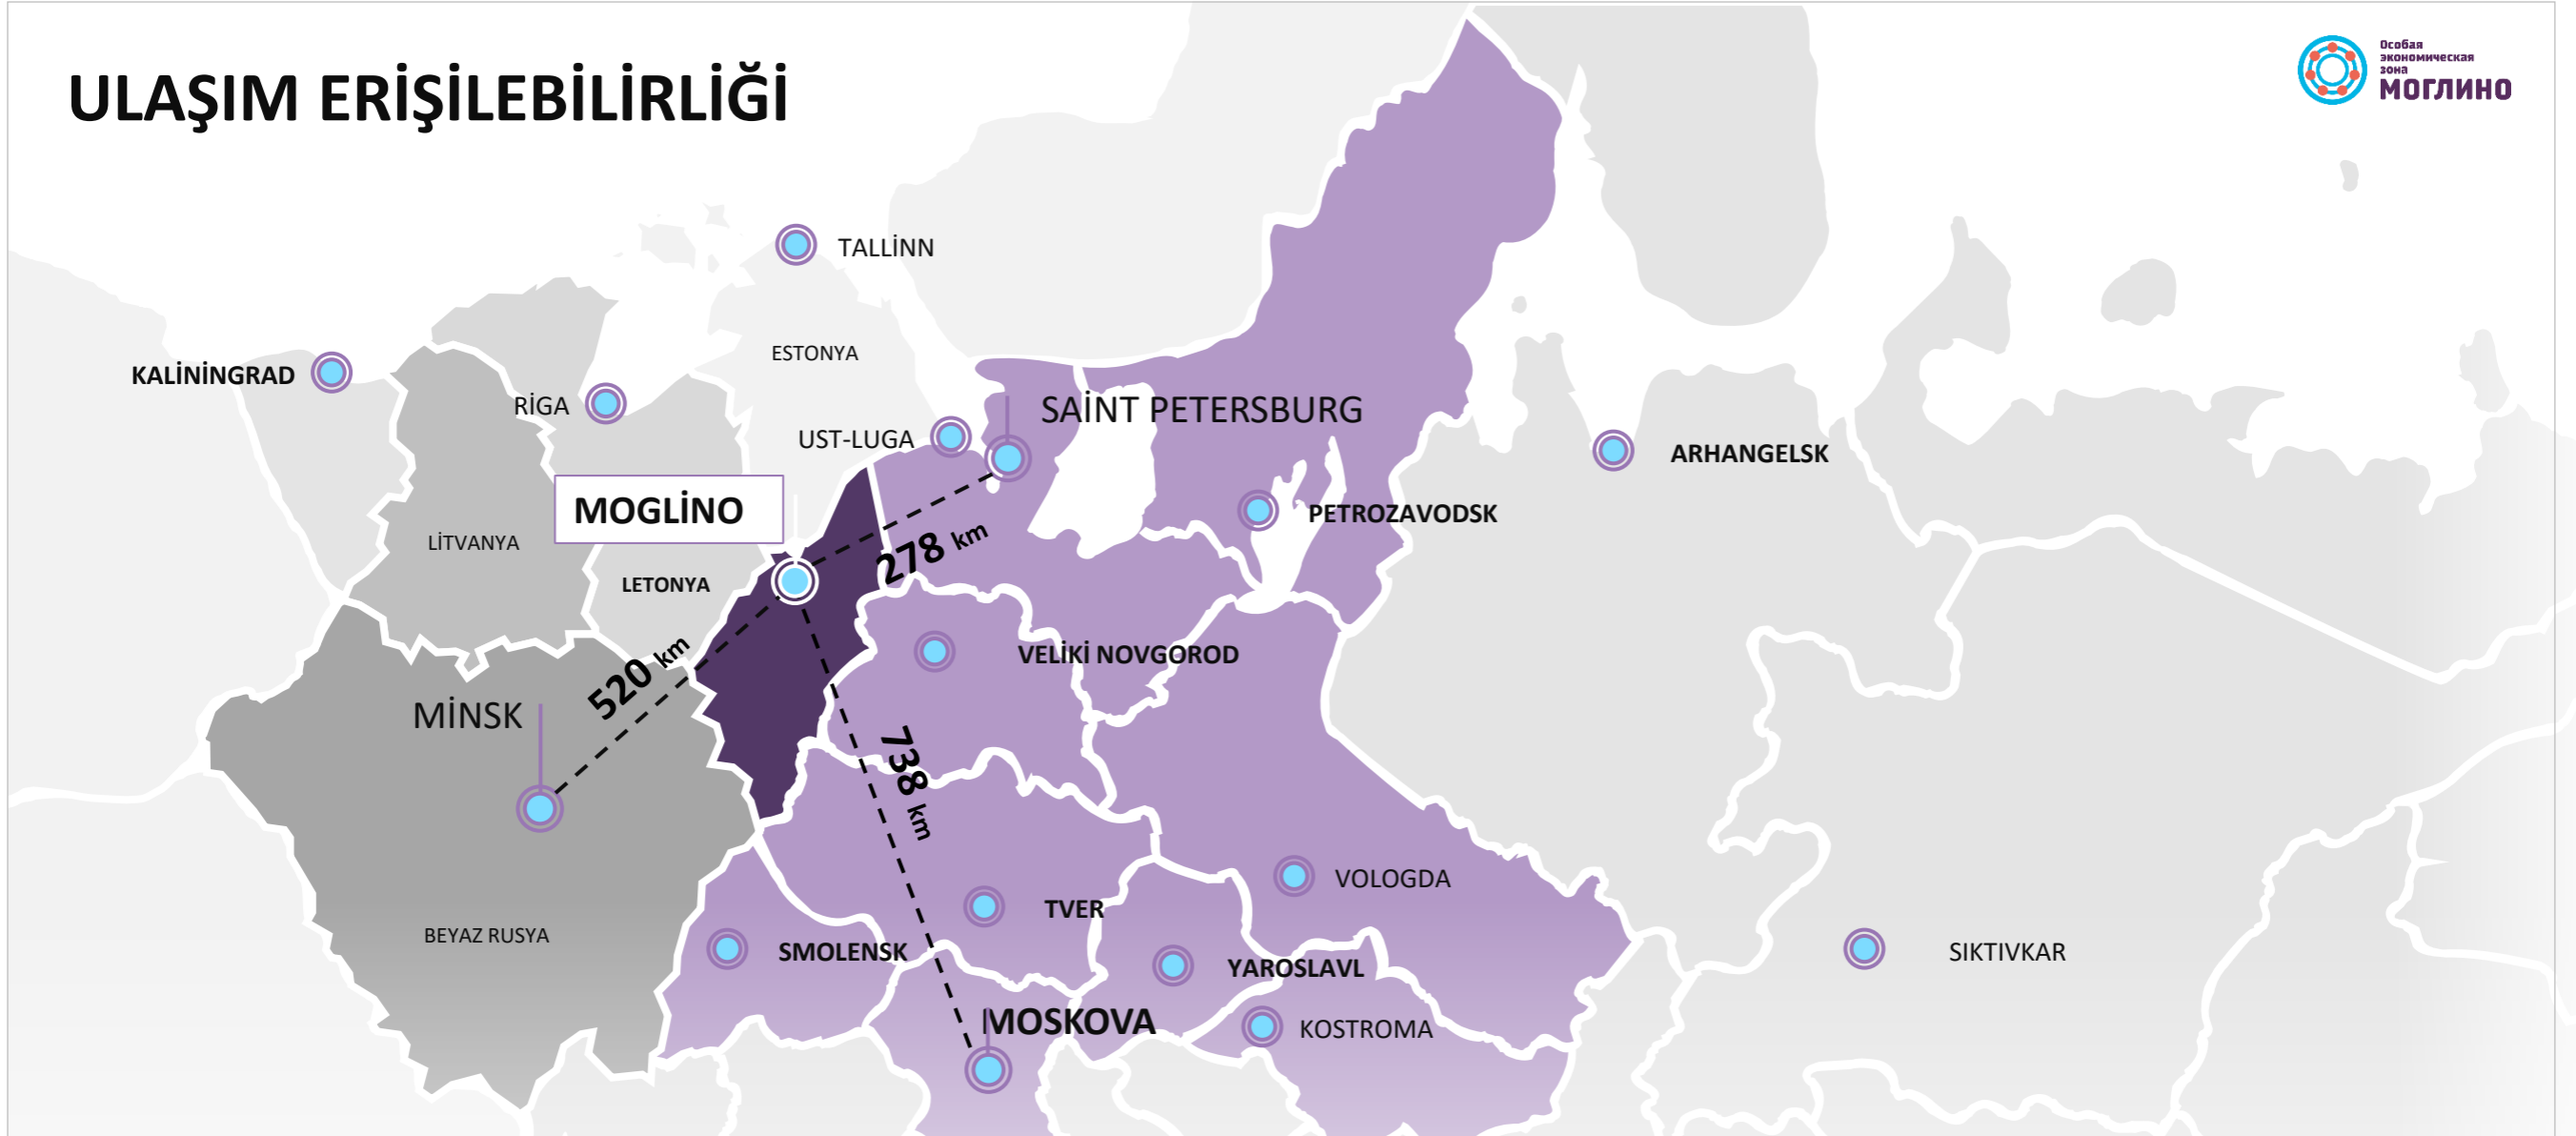 ULAŞIM ERİŞİLEBİLİRLİĞİ
Особая
экономическая
зона
МОГЛИНО
TALLİNN
ESTONYA
KALİNİNGRAD
RİGA
UST-LUGA
SAİNT PETERSBURG
ARHANGELSK
MOGLİNO
PETROZAVODSK
LİTVANYA
278 km
LETONYA
VELİKİ NOVGOROD
520 km
MİNSK
738 km
VOLOGDA
TVER
BEYAZ RUSYA
SMOLENSK
SIKTIVKAR
YAROSLAVL
MOSKOVA
KOSTROMA